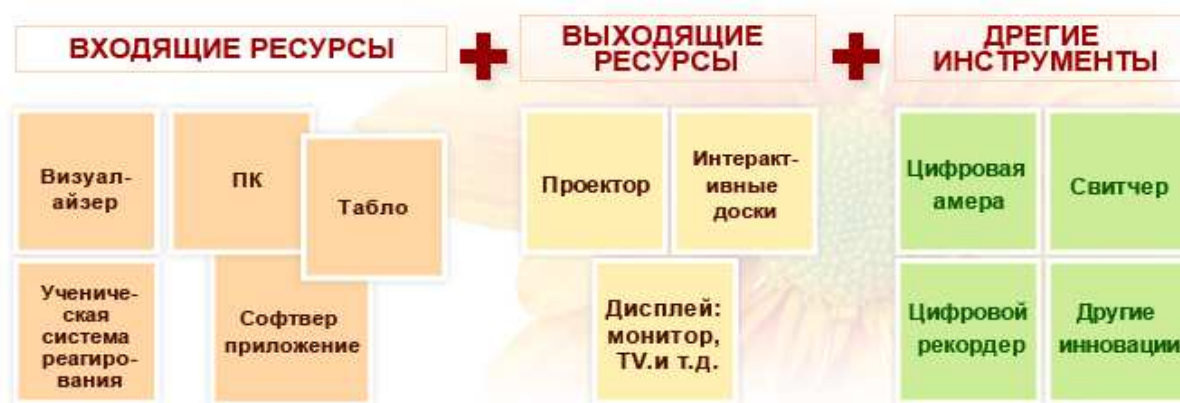 ВХОДЯЩИЕ РЕСУРСЫ
ВЫХОДЯЩИЕ
РЕСУРСЫ
ДРЕГИЕ
ИНСТРУМЕНТЫ
Визуал-
айзер
ПК
Табло
Учениче-
ская
система
реагиро-
вания
Софтвер
приложение
Проектор
Интеракт-
ивные
доски
Дисплей:
монитор,
TV.и т.д.
Цифровая
амера
Свитчер
Цифровой
рекордер
Другие
инновации